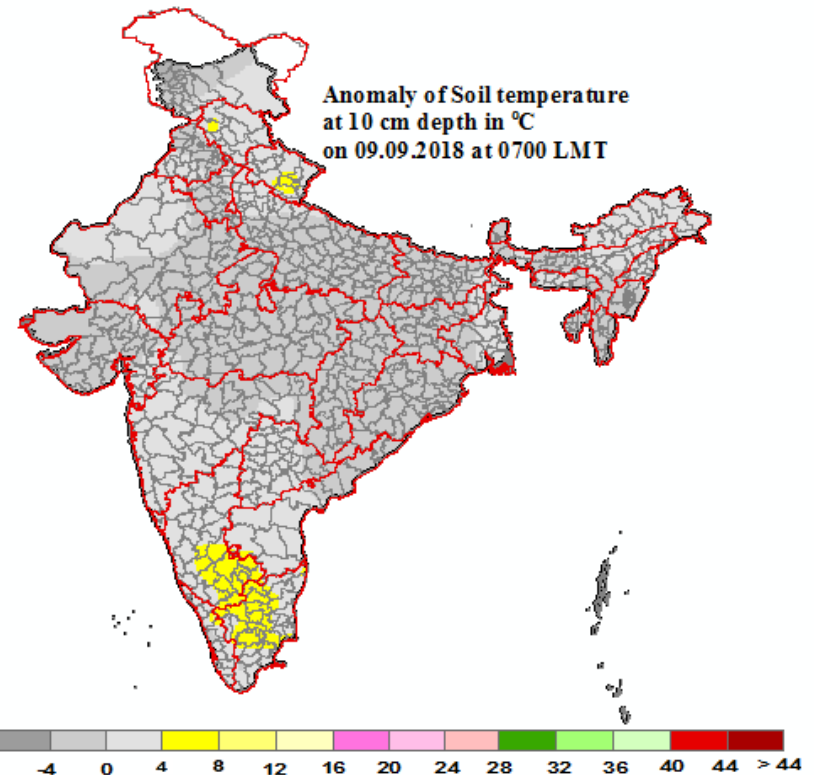 Anomaly of Soil temperature
at 10 cm depth in ⁰C
on 09.09.2018 at 0700 LMT
-4 0 4 8 12 16 20 24 28 32 36 40 44 > 44